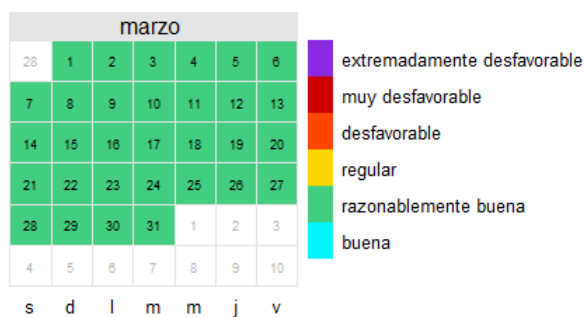 marzo
28 1 2 3 4 5 6
7 8 9 10 11 12 13
14 15 16 17 18 19 20
21 22 23 24 25 26 27
28 29 30 31 1 2 3
4 5 6 7 8 9 10
s d l m m j v
extremadamente desfavorable
muy desfavorable
desfavorable
regular
razonablemente buena
buena